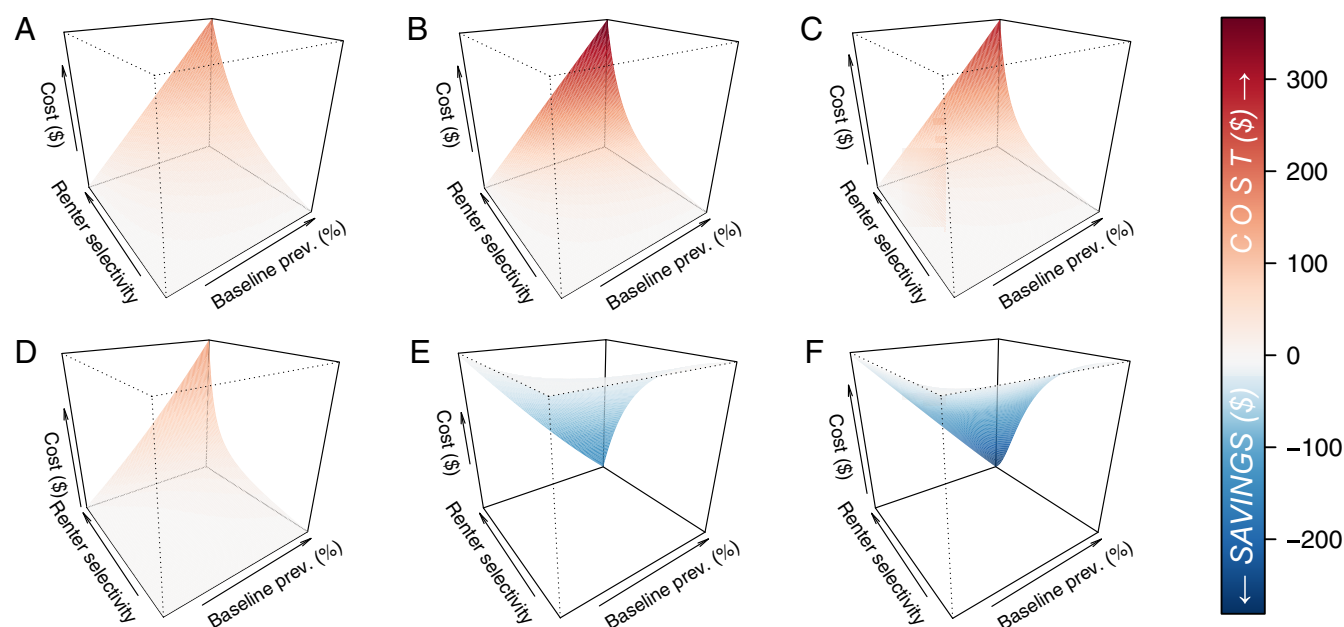 A
Cost ($)
Renter selectivity
Baseline prev. (%)
B
Cost ($)
Renter selectivity
Baseline prev. (%)
C
Cost ($)
Renter selectivity
Baseline prev. (%)
D
Cost ($)
Renter selectivity
Baseline prev. (%)
E
Cost ($)
Renter selectivity
Baseline prev. (%)
F
Cost ($)
Renter selectivity
Baseline prev. (%)
COST ($) →
← SAVINGS ($)
300
200
100
0
−100
−200